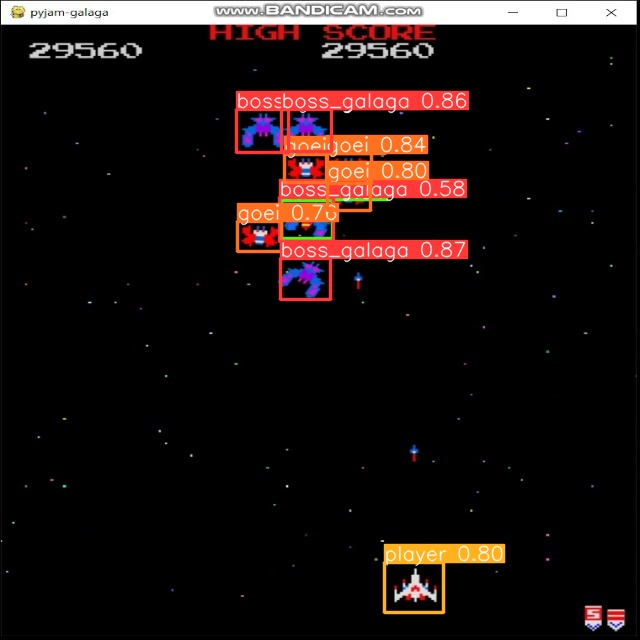 pyjam-galaga
www.BANDICAM.com
HIGH SCORE
29560
29560
boss
boss_galaga 0.86
goei
goei 0.84
goei 0.80
boss_galaga 0.58
goei 0.76
boss_galaga 0.87
player 0.80
5